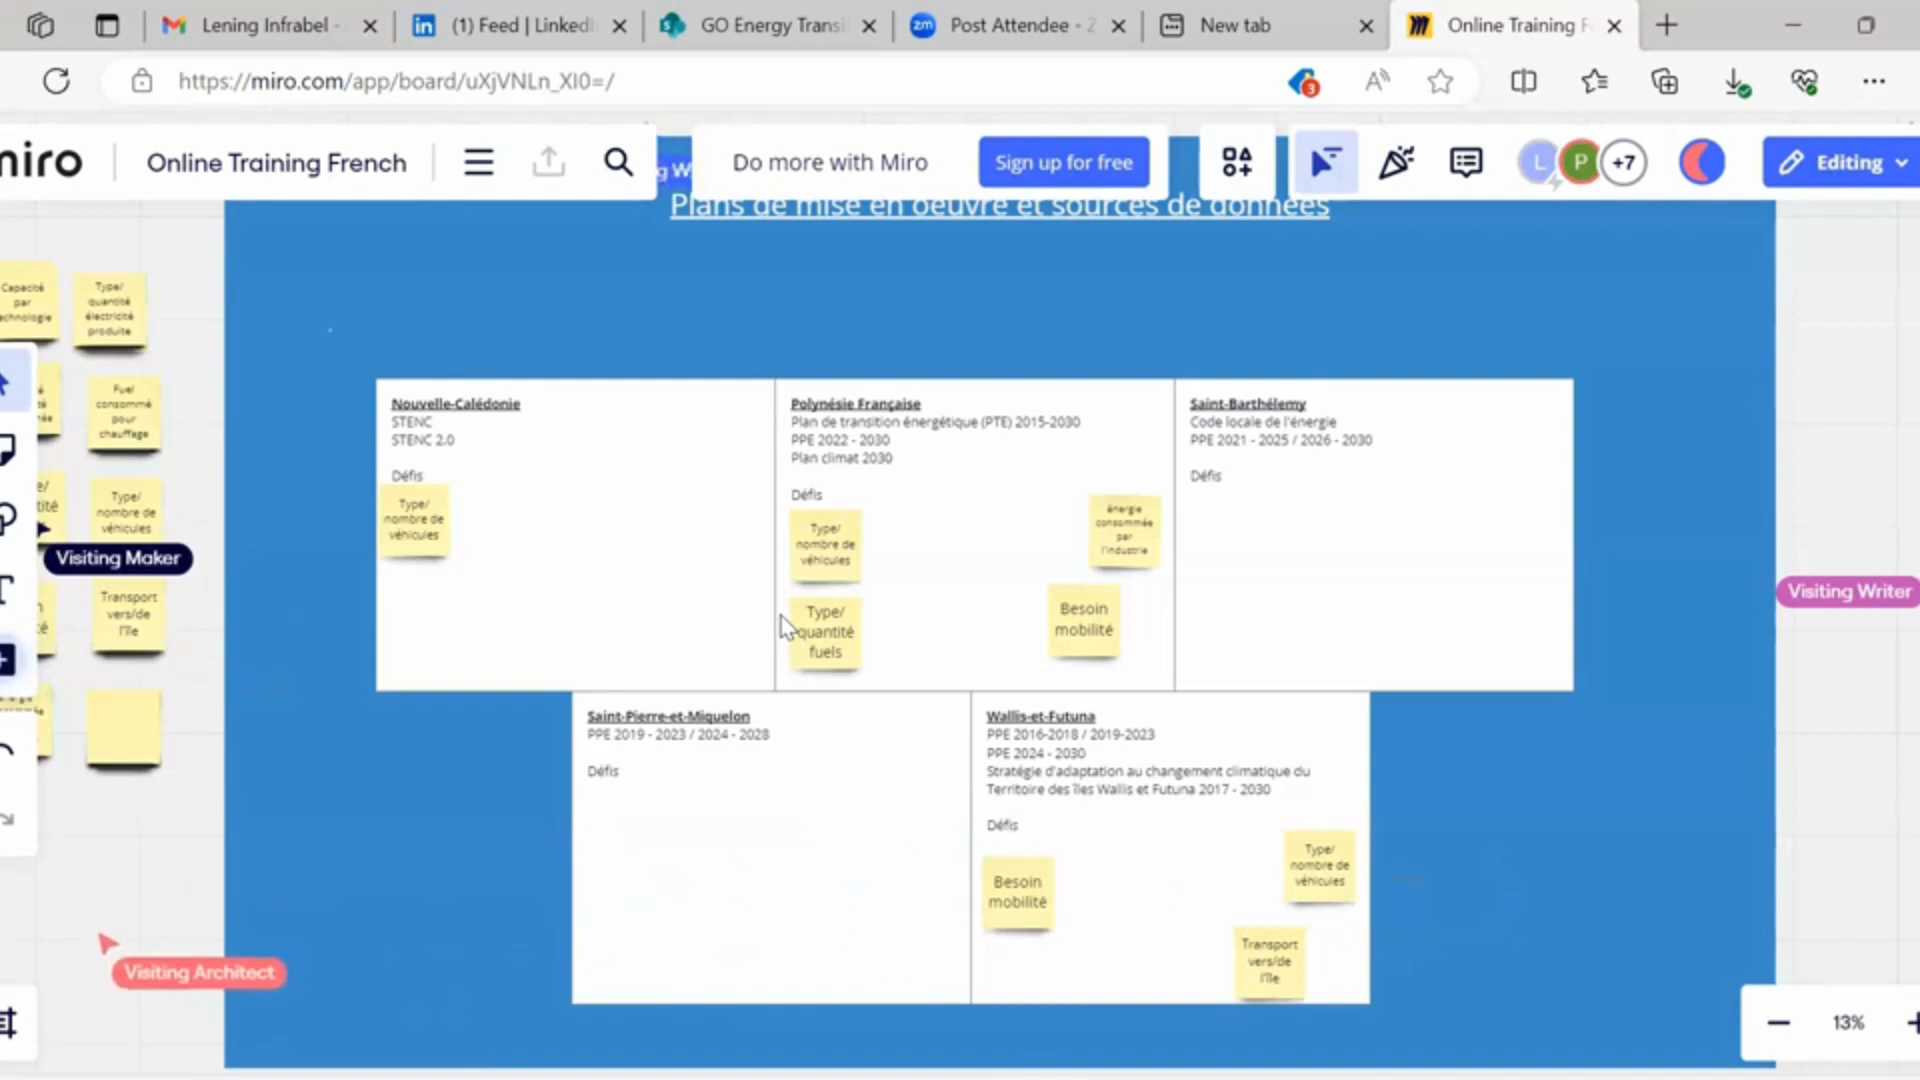 Lening Infrabel -
(1) Feed | LinkedI
GO Energy Transi
Post Attendee - Z
New tab
Online Training F
https://miro.com/app/board/uXjVNLn_XI0=/
3
miro
Online Training French
Do more with Miro
Sign up for free
L
P
+7
Editing
Plans de mise en oeuvre et sources de données
Capacité
par
Type/
quantité
électricité
produite
Fuel
consommé
pour
chauffage
Type/
nombre de
véhicules
Visiting Maker
Transport
vers/de
l'île
Visiting Architect
Nouvelle-Calédonie
STENC
STENC 2.0
Défis
Type/
nombre de
véhicules
Polynésie Française
Plan de transition énergétique (PTE) 2015-2030
PPE 2022 - 2030
Plan climat 2030
Défis
Type/
nombre de
véhicules
Type/
quantité
fuels
énergie
consommée
par
l'industrie
Besoin
mobilité
Saint-Barthélemy
Code locale de l'énergie
PPE 2021 - 2025 / 2026 - 2030
Défis
Visiting Writer
Saint-Pierre-et-Miquelon
PPE 2019 - 2023 / 2024 - 2028
Défis
Wallis-et-Futuna
PPE 2016-2018 / 2019-2023
PPE 2024 - 2030
Stratégie d'adaptation au changement climatique du
Territoire des îles Wallis et Futuna 2017 - 2030
Défis
Besoin
mobilité
Type/
nombre de
véhicules
Transport
vers/de
l'île
13%